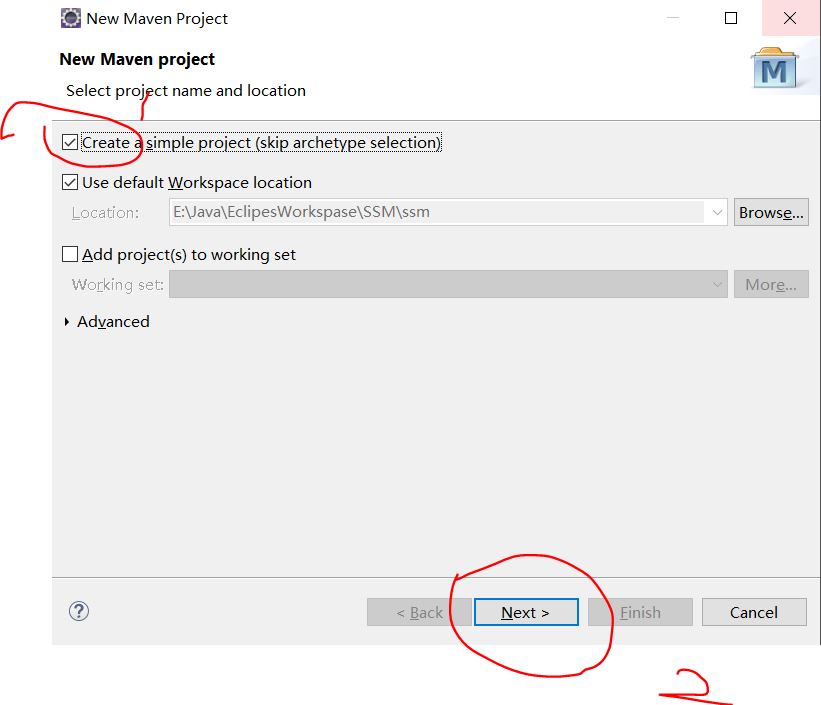 New Maven Project
New Maven project
Select project name and location
Create a simple project (skip archetype selection)
Use default Workspace location
Location: E:\Java\EclipesWorkspase\SSM\ssm Browse...
Add project(s) to working set
Working set: More...
Advanced
? < Back Next > Finish Cancel
2